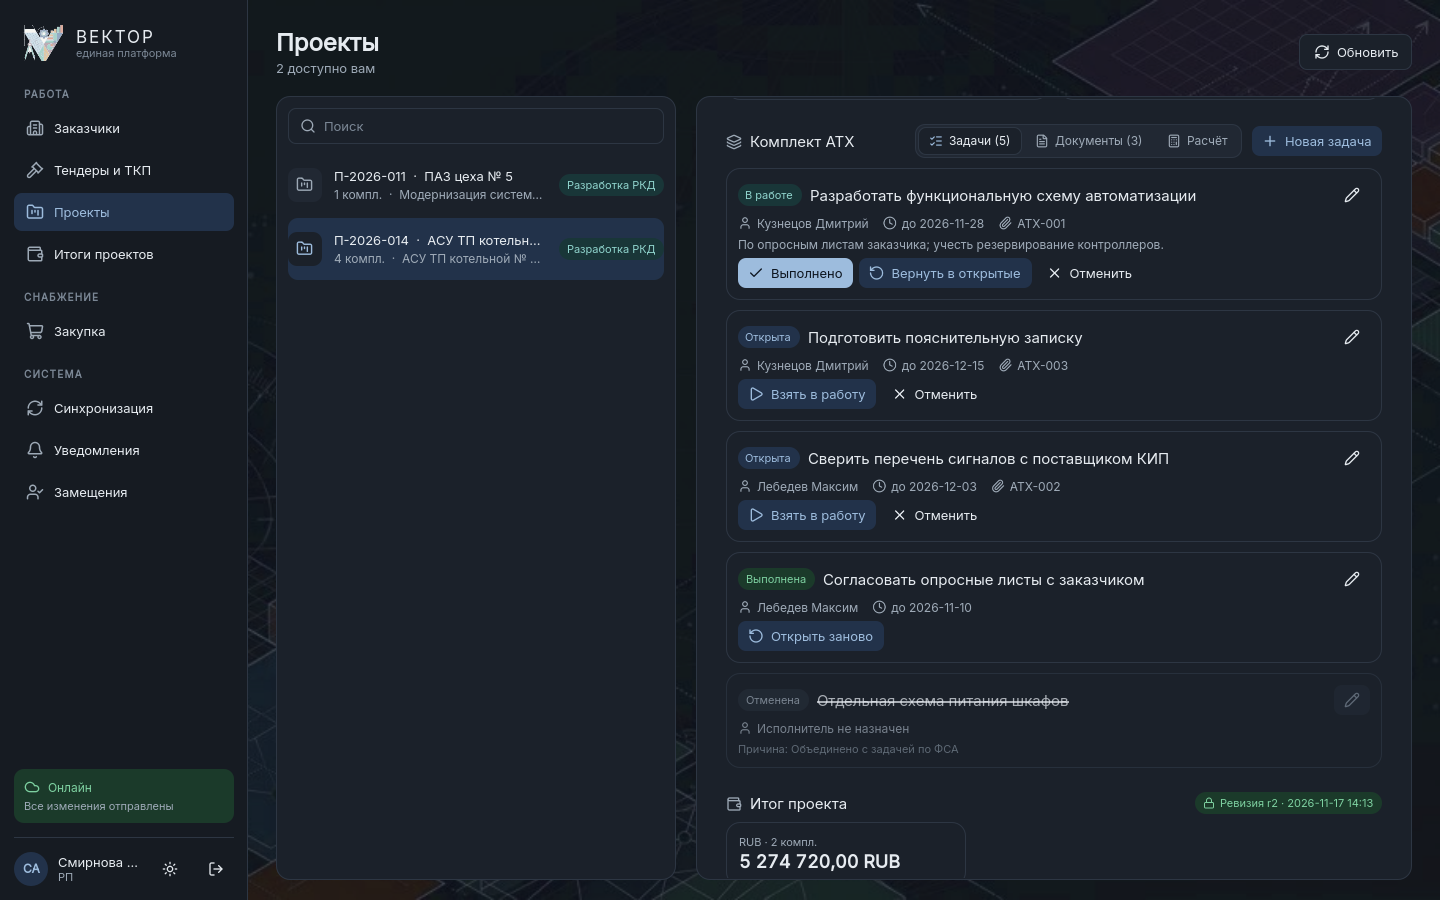 ВЕКТОР
единая платформа
РАБОТА
Заказчики
Тендеры и ТКП
Проекты
Итоги проектов
СНАБЖЕНИЕ
Закупка
СИСТЕМА
Синхронизация
Уведомления
Замещения
Онлайн
Все изменения отправлены
СА
Смирнова ...
РП
Проекты
2 доступно вам
Обновить
Поиск
П-2026-011 · ПАЗ цеха № 5
1 компл. · Модернизация систем...
Разработка РКД
П-2026-014 · АСУ ТП котельн...
4 компл. · АСУ ТП котельной № ...
Разработка РКД
Комплект АТХ
Задачи (5)
Документы (3)
Расчёт
Новая задача
В работе Разработать функциональную схему автоматизации
Кузнецов Дмитрий до 2026-11-28 АТХ-001
По опросным листам заказчика; учесть резервирование контроллеров.
Выполнено Вернуть в открытые Отменить
Открыта Подготовить пояснительную записку
Кузнецов Дмитрий до 2026-12-15 АТХ-003
Взять в работу Отменить
Открыта Сверить перечень сигналов с поставщиком КИП
Лебедев Максим до 2026-12-03 АТХ-002
Взять в работу Отменить
Выполнена Согласовать опросные листы с заказчиком
Лебедев Максим до 2026-11-10
Открыть заново
Отменена Отдельная схема питания шкафов
Исполнитель не назначен
Причина: Объединено с задачей по ФСА
Итог проекта
Ревизия r2 · 2026-11-17 14:13
RUB · 2 компл.
5 274 720,00 RUB